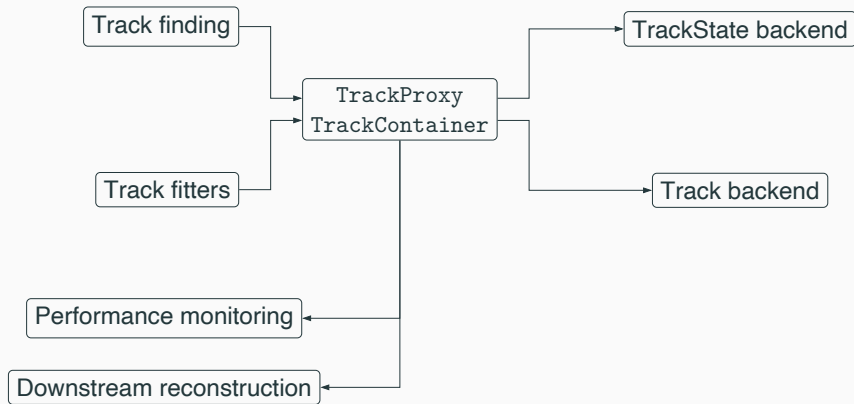 Track finding
TrackState backend
TrackProxy
TrackContainer
Track fitters
Track backend
Performance monitoring
Downstream reconstruction